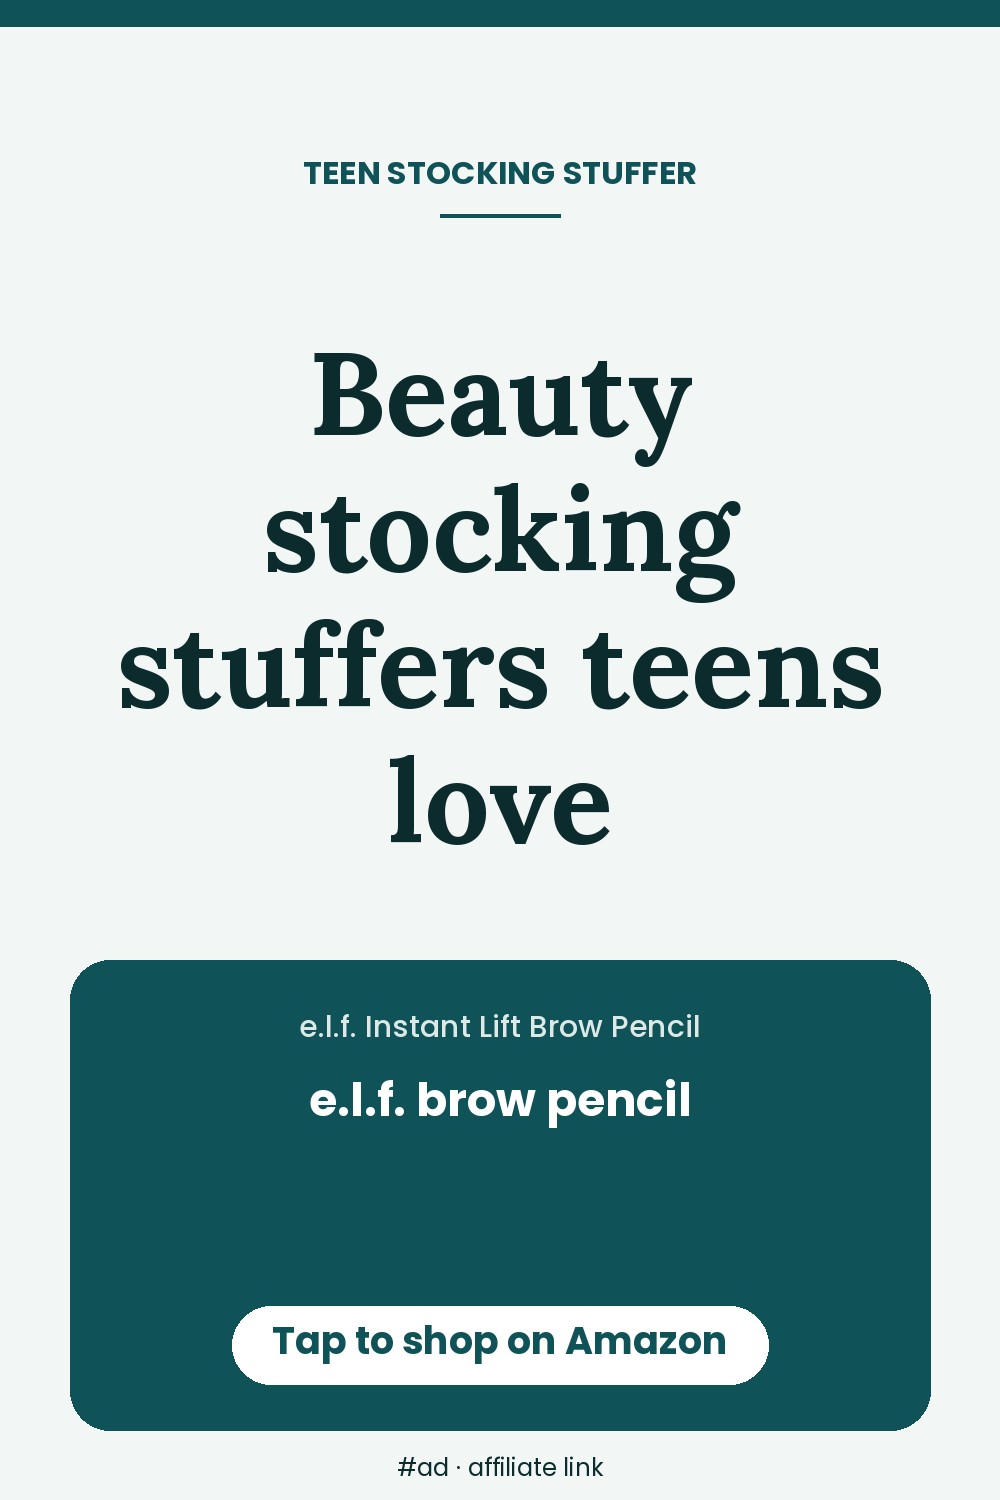 TEEN STOCKING STUFFER
Beauty
stocking
stuffers teens
love
e.l.f. Instant Lift Brow Pencil
e.l.f. brow pencil
Tap to shop on Amazon
#ad · affiliate link